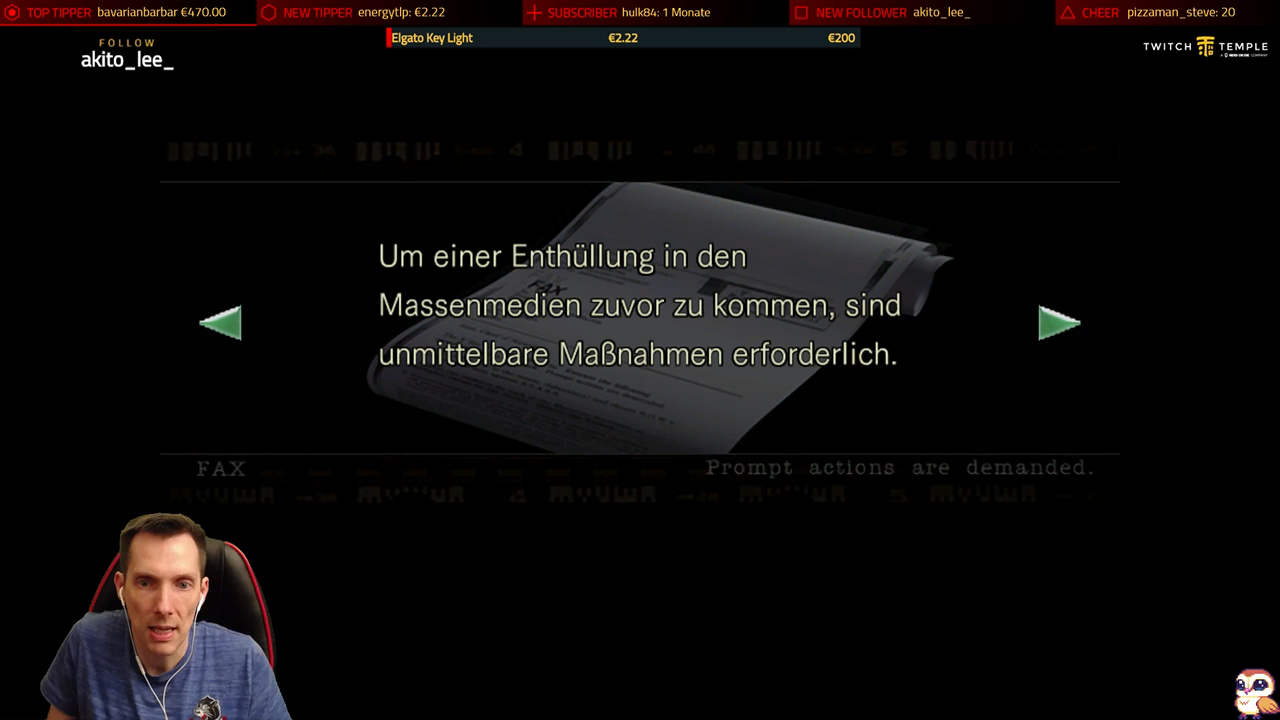 TOP TIPPER bavarianbarbar €470.00 NEW TIPPER energytlp: €2.22 SUBSCRIBER hulk84: 1 Monate NEW FOLLOWER akito_lee_ CHEER pizzaman_steve: 20
Elgato Key Light €2.22 €200
FOLLOW
akito_lee_
TWITCH TEMPLE
Um einer Enthüllung in den
Massenmedien zuvor zu kommen, sind
unmittelbare Maßnahmen erforderlich.
FAX
FAX Prompt actions are demanded.